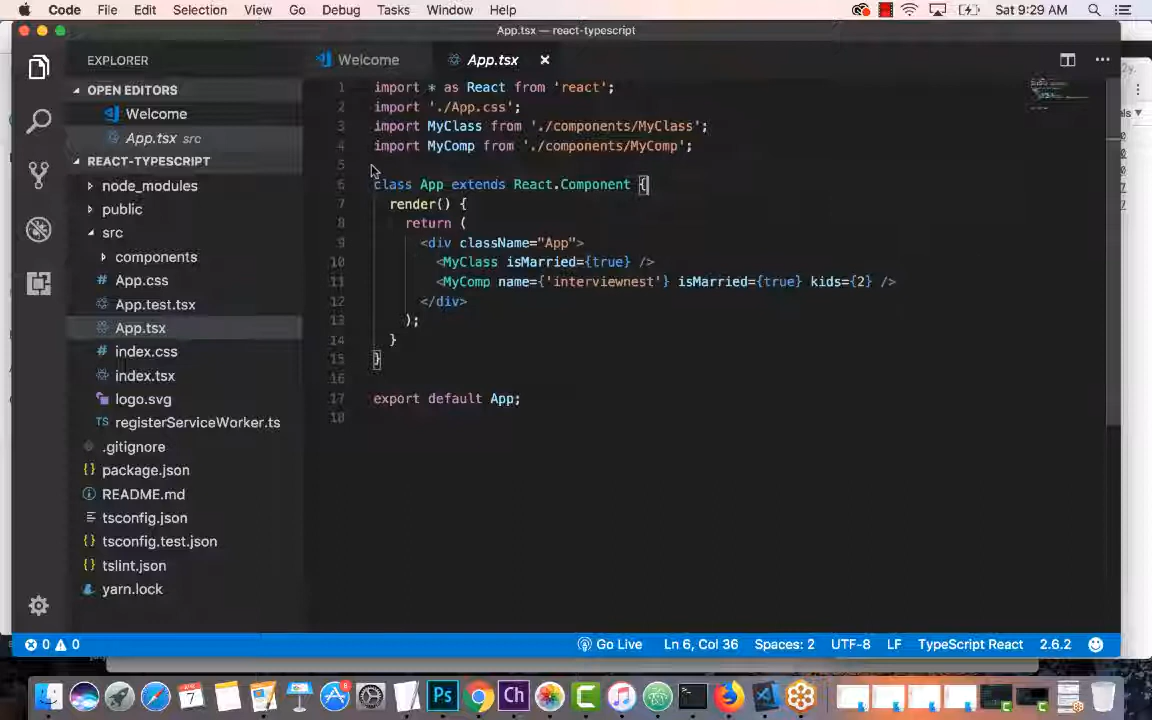 Code File Edit Selection View Go Debug Tasks Window Help Sat 9:29 AM
App.tsx — react-typescript
EXPLORER
Welcome App.tsx
OPEN EDITORS
Welcome
App.tsx src
REACT-TYPESCRIPT
node_modules
public
src
components
App.css
App.test.tsx
App.tsx
index.css
index.tsx
logo.svg
registerServiceWorker.ts
.gitignore
package.json
README.md
tsconfig.json
tsconfig.test.json
tslint.json
yarn.lock
1 import * as React from 'react';
2 import './App.css';
3 import MyClass from './components/MyClass';
4 import MyComp from './components/MyComp';
5
6 class App extends React.Component {
7 render() {
8 return (
9 <div className="App">
10 <MyClass isMarried={true} />
11 <MyComp name={'interviewnest'} isMarried={true} kids={2} />
12 </div>
13 );
14 }
15 }
16
17 export default App;
18
0 0 Go Live Ln 6, Col 36 Spaces: 2 UTF-8 LF TypeScript React 2.6.2
7 Ps Ch